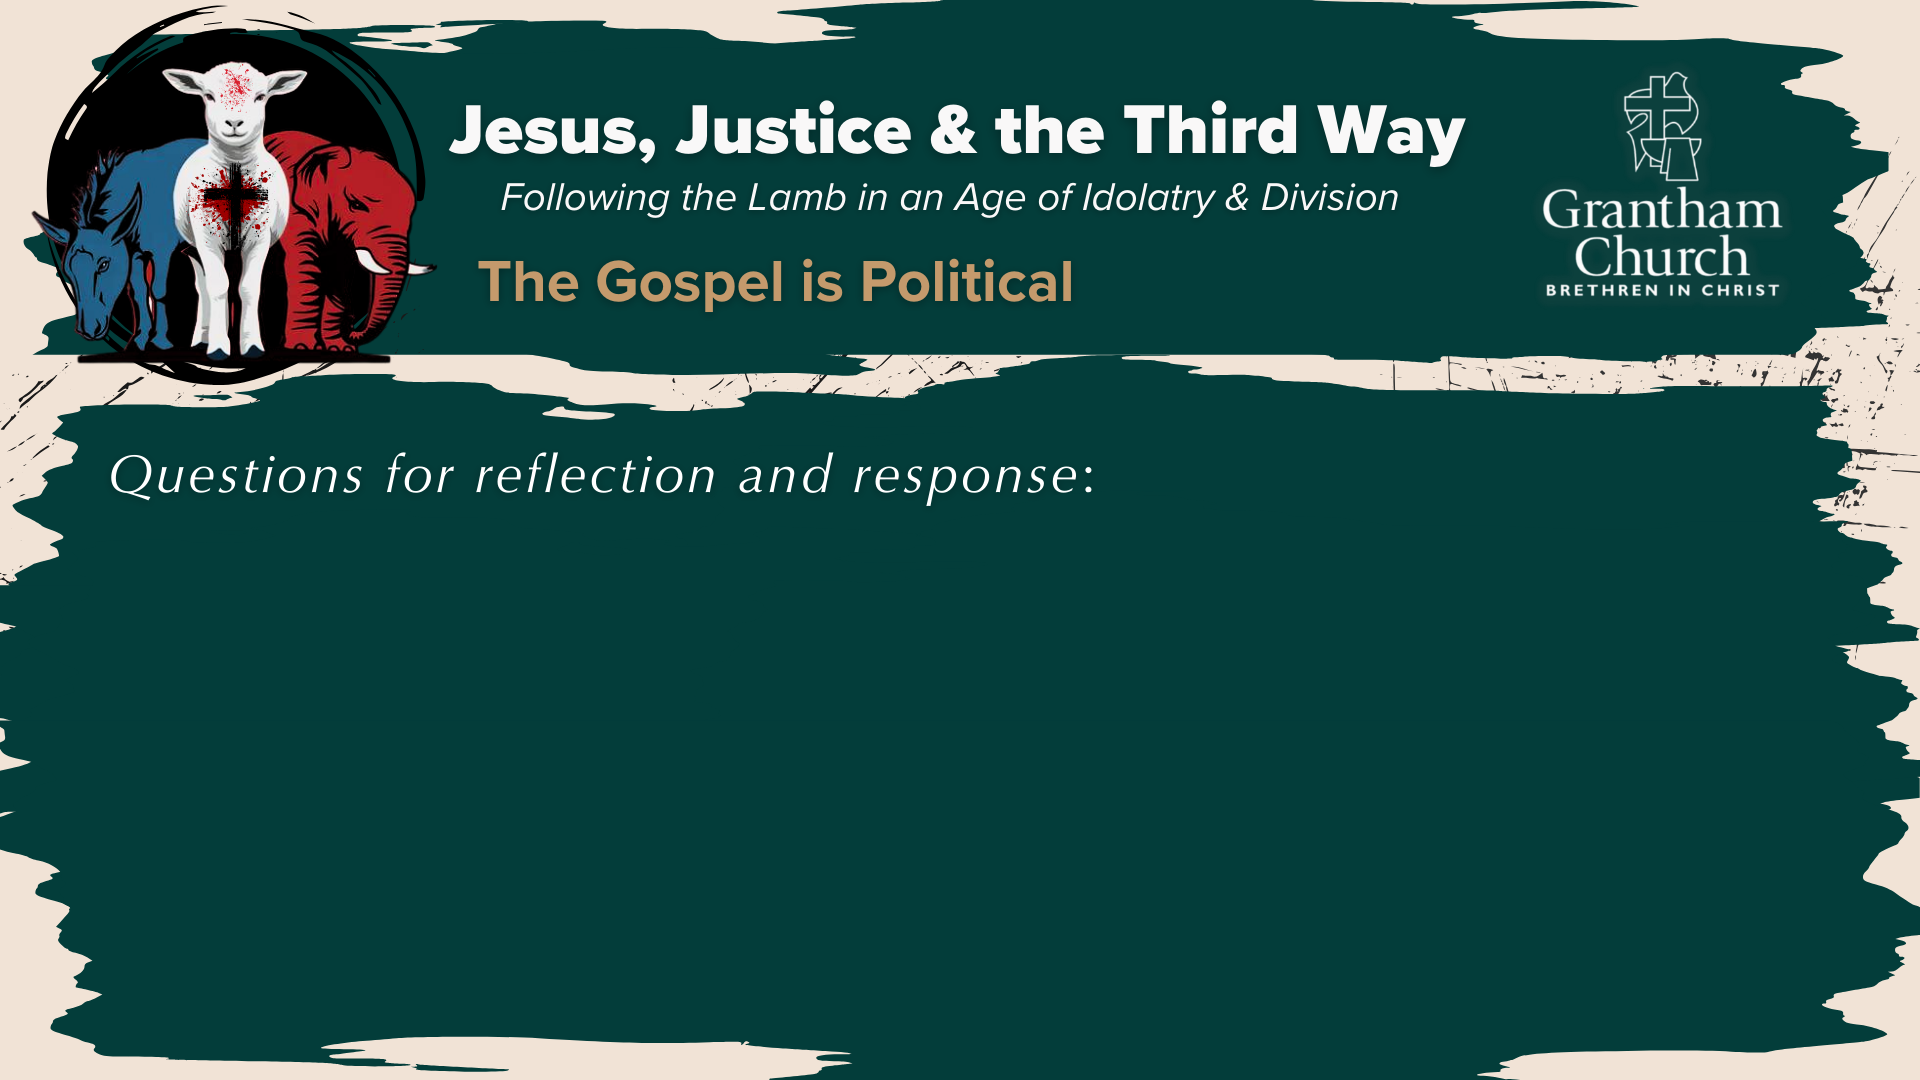 Jesus, Justice & the Third Way
Following the Lamb in an Age of Idolatry & Division
The Gospel is Political
Grantham
Church
BRETHREN IN CHRIST
Questions for reflection and response: